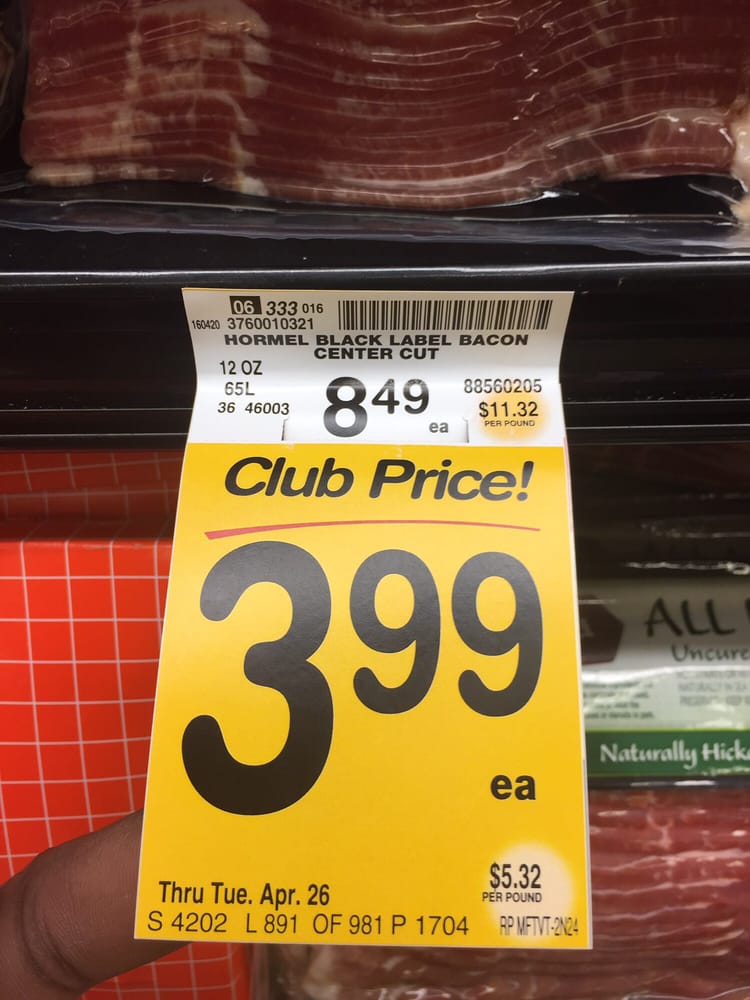 06 333 016
160420 3760010321
HORMEL BLACK LABEL BACON
CENTER CUT
12 OZ
65L
36 46003
8 49 ea
88560205
$11.32
PER POUND
Club Price!
3 99
ea
$5.32
PER POUND
Thru Tue. Apr. 26
S 4202 L 891 OF 981 P 1704 RP MFTVT-2N24
ALL
Uncure
Naturally Hick